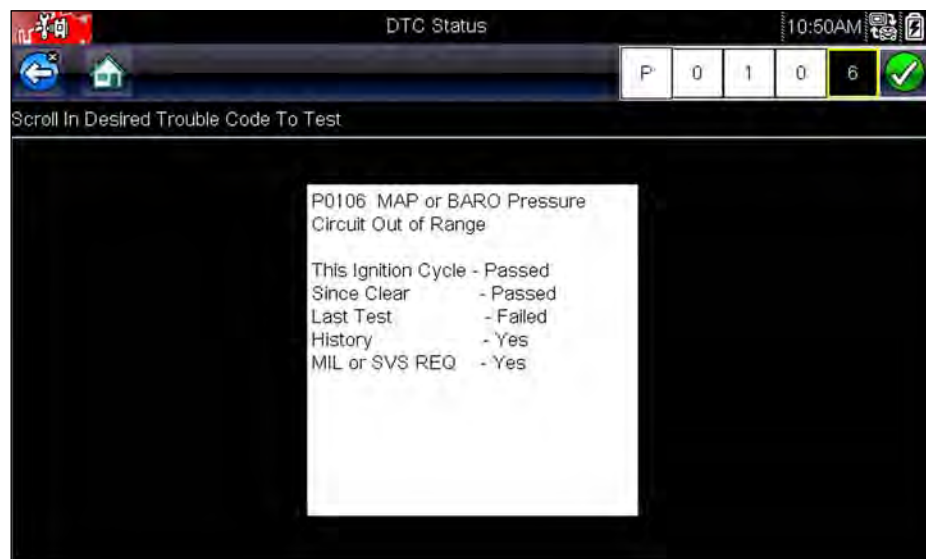 DTC Status
10:50AM
P 0 1 0 6
Scroll In Desired Trouble Code To Test
P0106 MAP or BARO Pressure
Circuit Out of Range
This Ignition Cycle - Passed
Since Clear - Passed
Last Test - Failed
History - Yes
MIL or SVS REQ - Yes